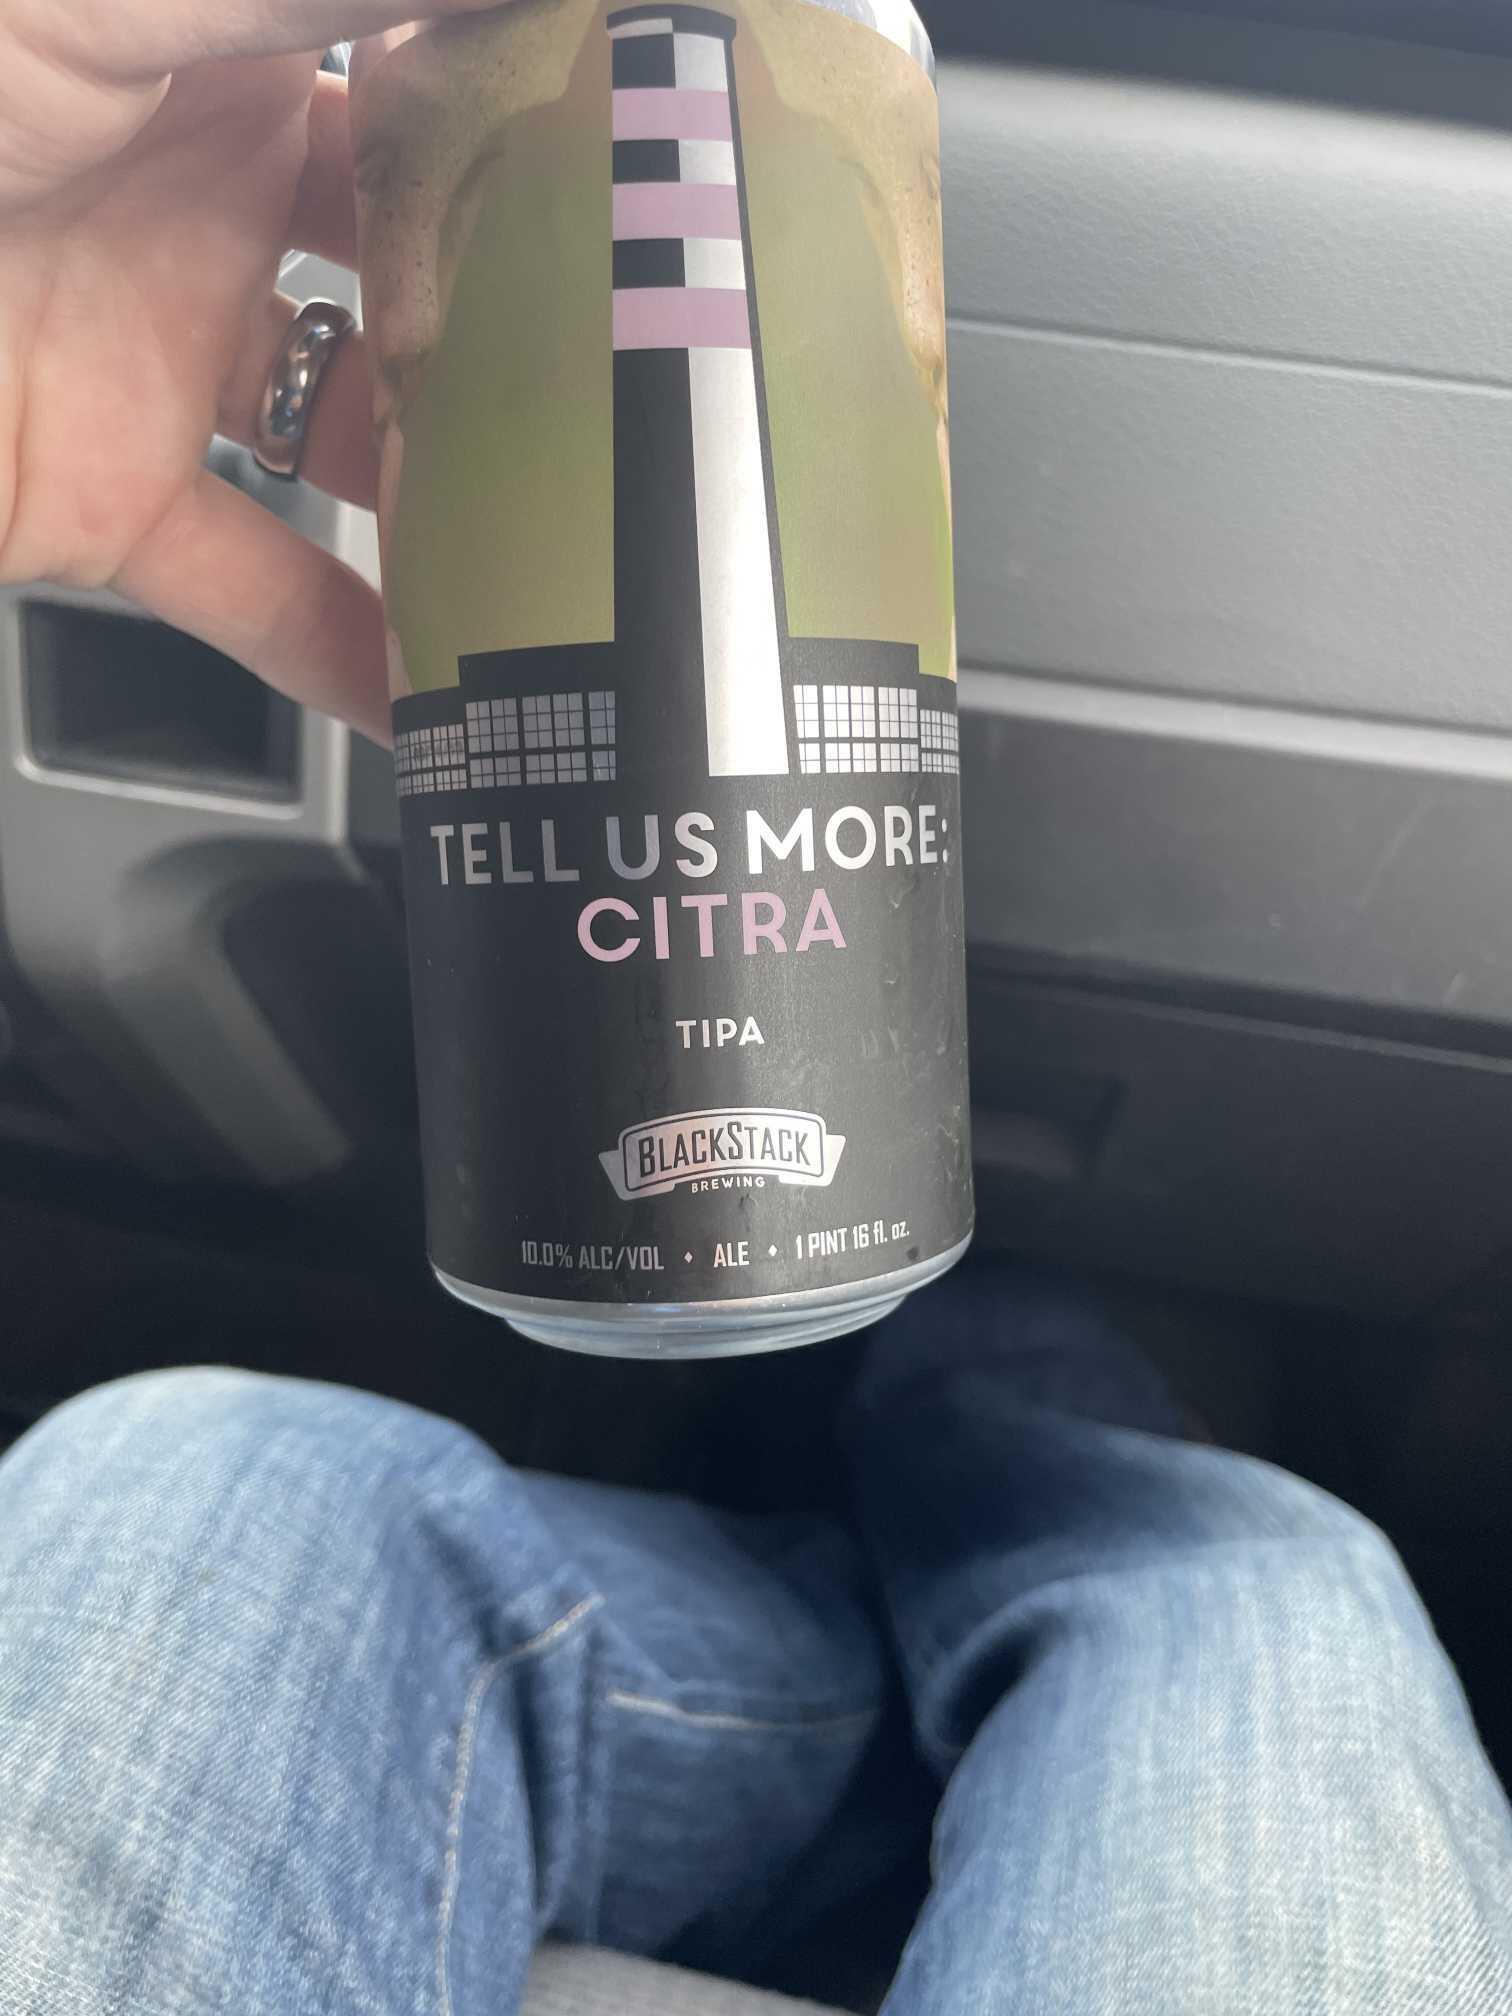 TELL US MORE:
CITRA
TIPA
BLACKSTACK
BREWING
10.0% ALC/VOL • ALE • 1 PINT 16 fl. oz.